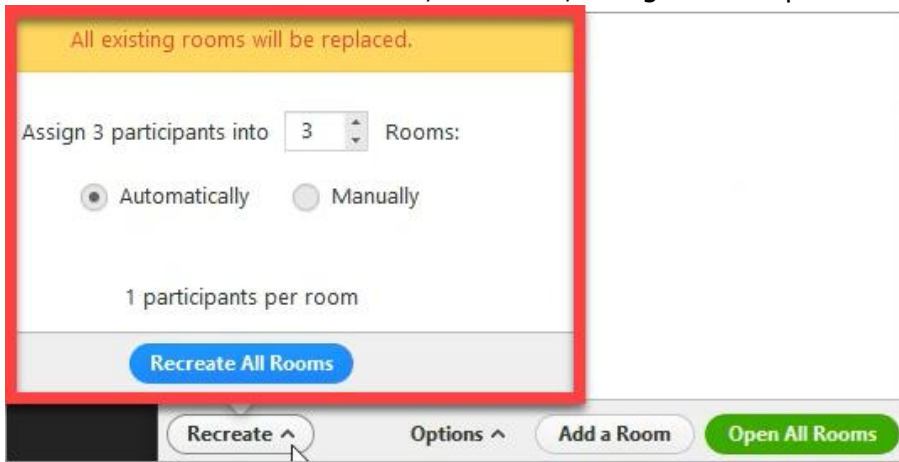 All existing rooms will be replaced.
Assign 3 participants into 3 Rooms:
Automatically Manually
1 participants per room
Recreate All Rooms
Recreate Options Add a Room Open All Rooms